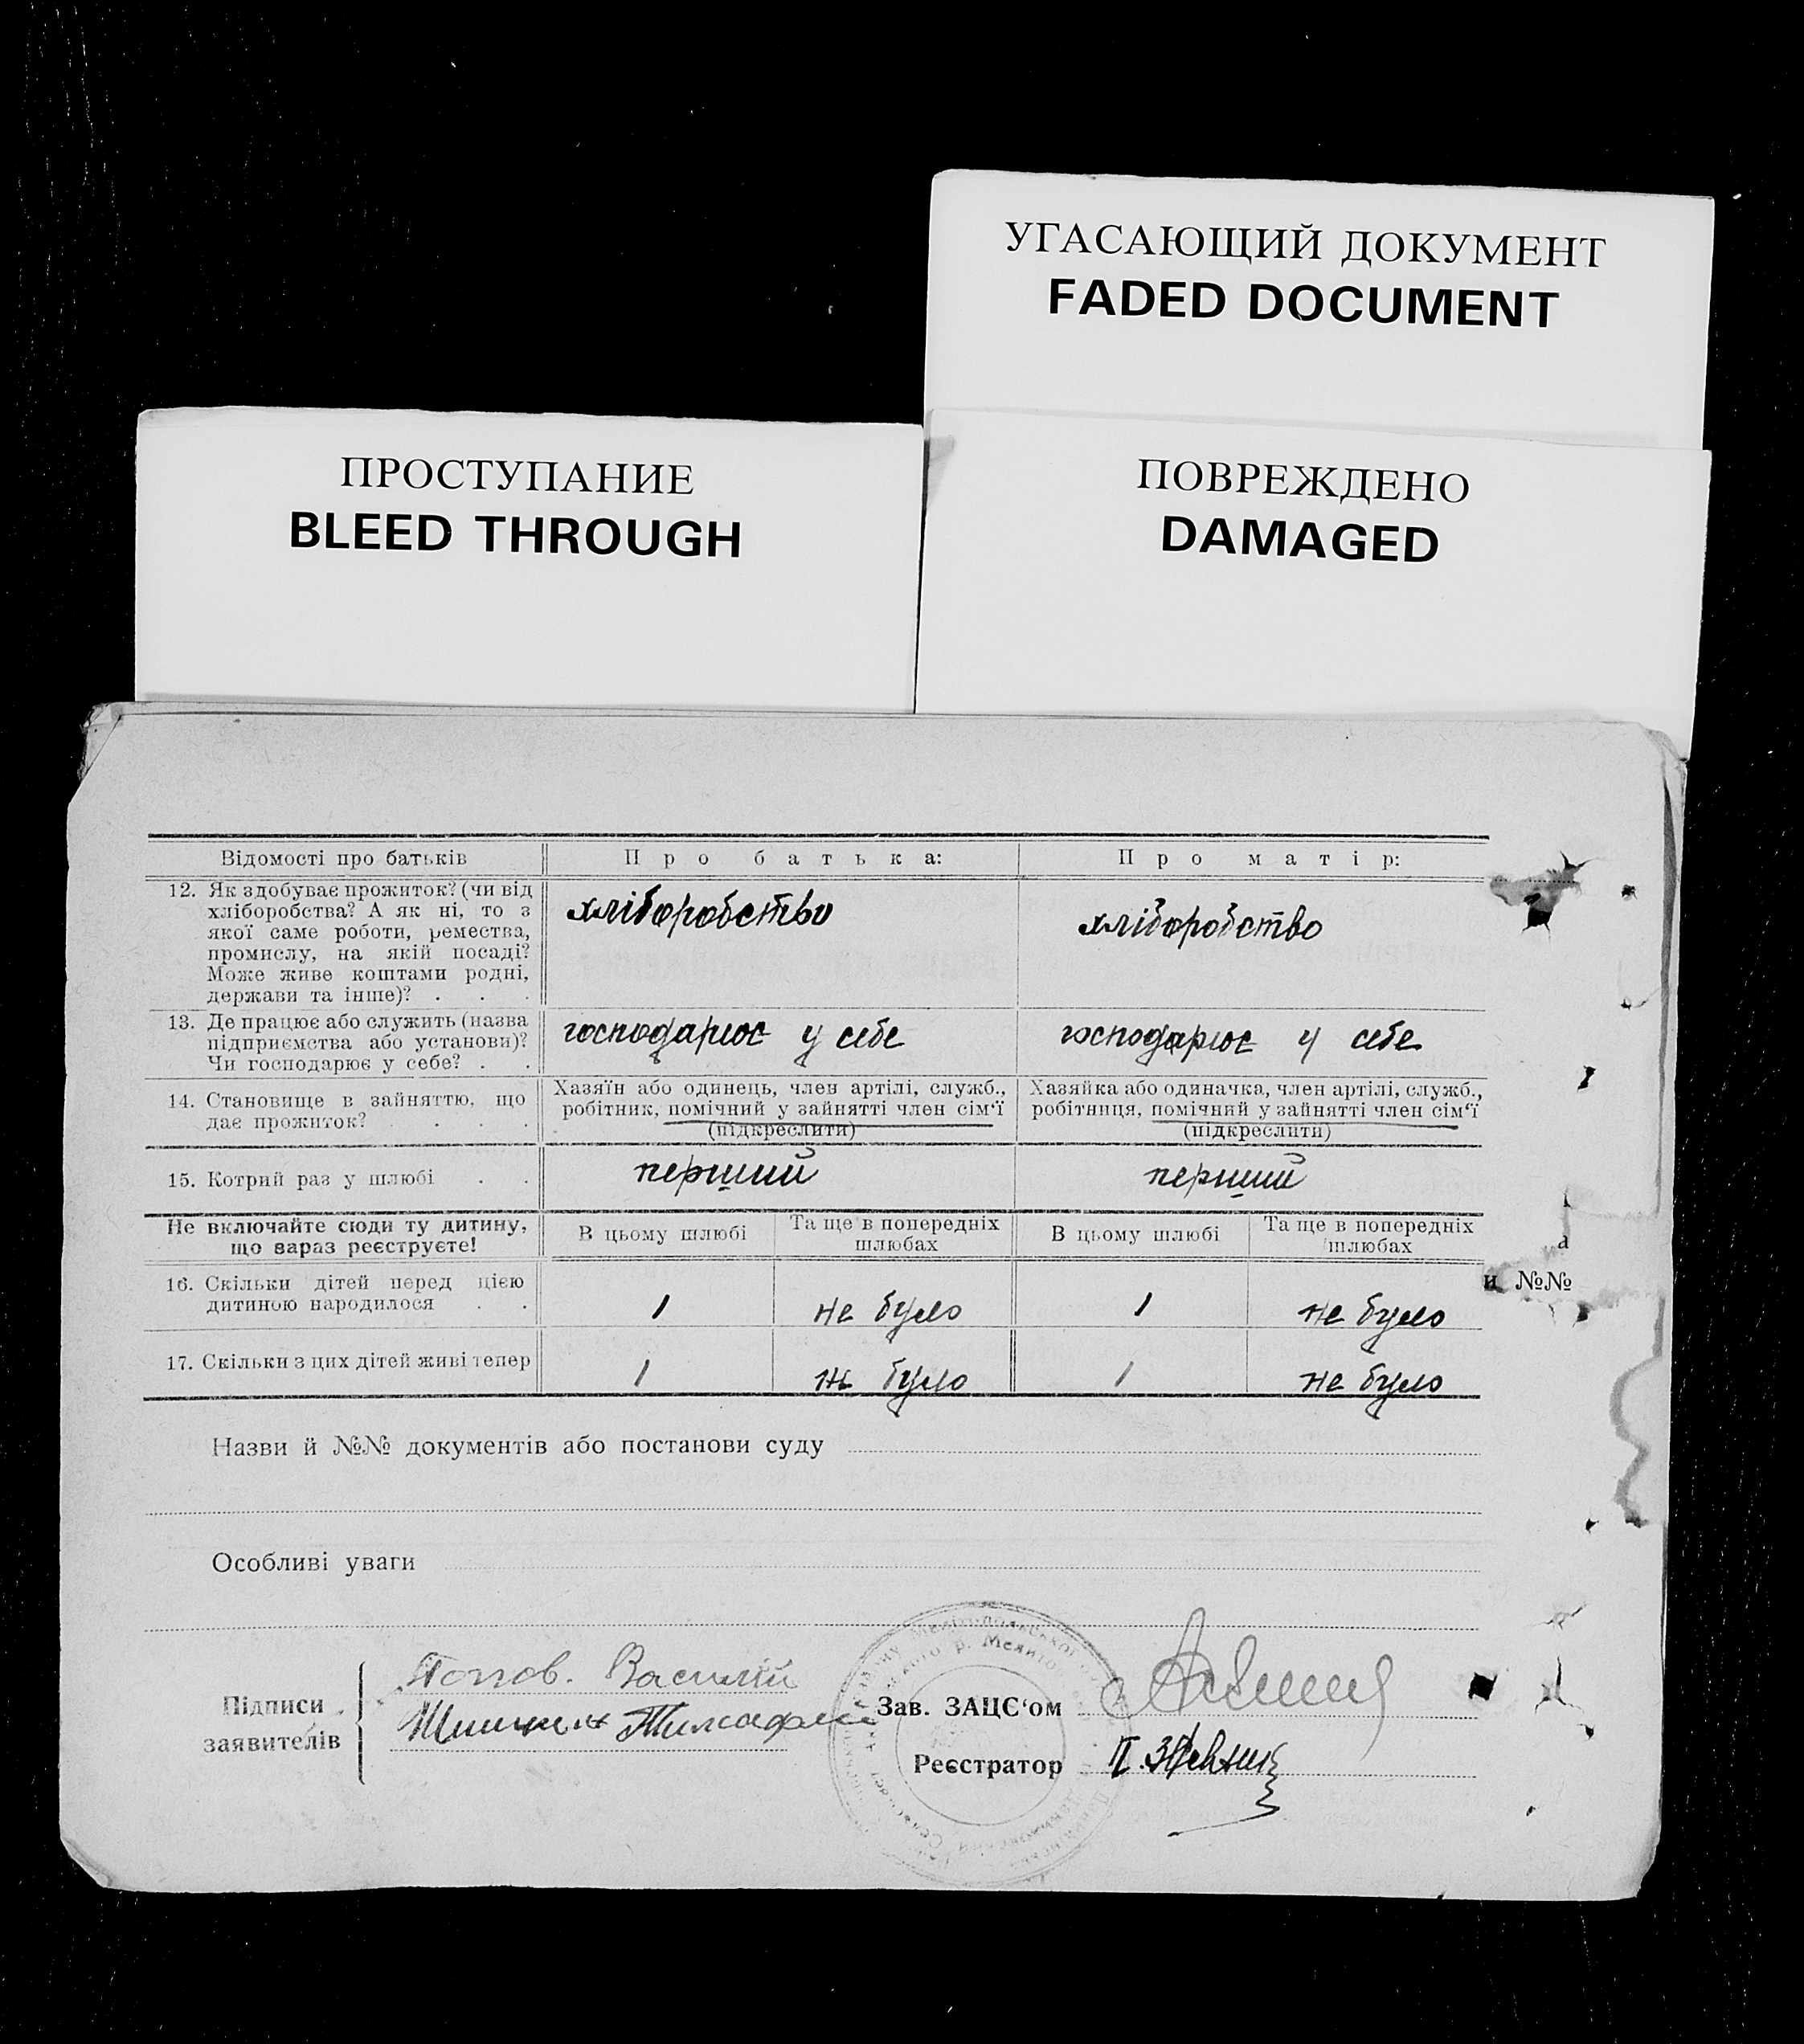 УГАСАЮЩИЙ ДОКУМЕНТ
FADED DOCUMENT
ПРОСТУПАНИЕ
BLEED THROUGH
ПОВРЕЖДЕНО
DAMAGED
Відомості про батьків
Про батька:
Про матір:
12. Як здобуває прожиток? (чи від
хліборобства? А як ні, то з
якої саме роботи, ремества,
промислу, на якій посаді?
Може живе коштами родні,
держави та інше)? . . .
хліборобство
хліборобство
13. Де працює або служить (назва
підприємства або установи)?
Чи господарює у себе? . .
господарює у себе
господарює у себе
14. Становище в зайняттю, що
дає прожиток? . . . .
Хазяїн або одинець, член артілі, служб.,
робітник, помічний у зайнятті член сім'ї
(підкреслити)
Хазяйка або одиначка, член артілі, служб.,
робітниця, помічний у зайнятті член сім'ї
(підкреслити)
15. Котрий раз у шлюбі . .
перший
перший
Не включайте сюди ту дитину,
що зараз реєструєте!
В цьому шлюбі
Та ще в попередніх
шлюбах
В цьому шлюбі
Та ще в попередніх
шлюбах
а
и №№
16. Скільки дітей перед цією
дитиною народилося . .
1
не було
1
не було
17. Скільки з цих дітей живі тепер
1
не було
1
не було
Назви й №№ документів або постанови суду
Особливі уваги
Підписи
заявителів
Попов. Василій
Зав. ЗАЦС'ом
Реєстратор